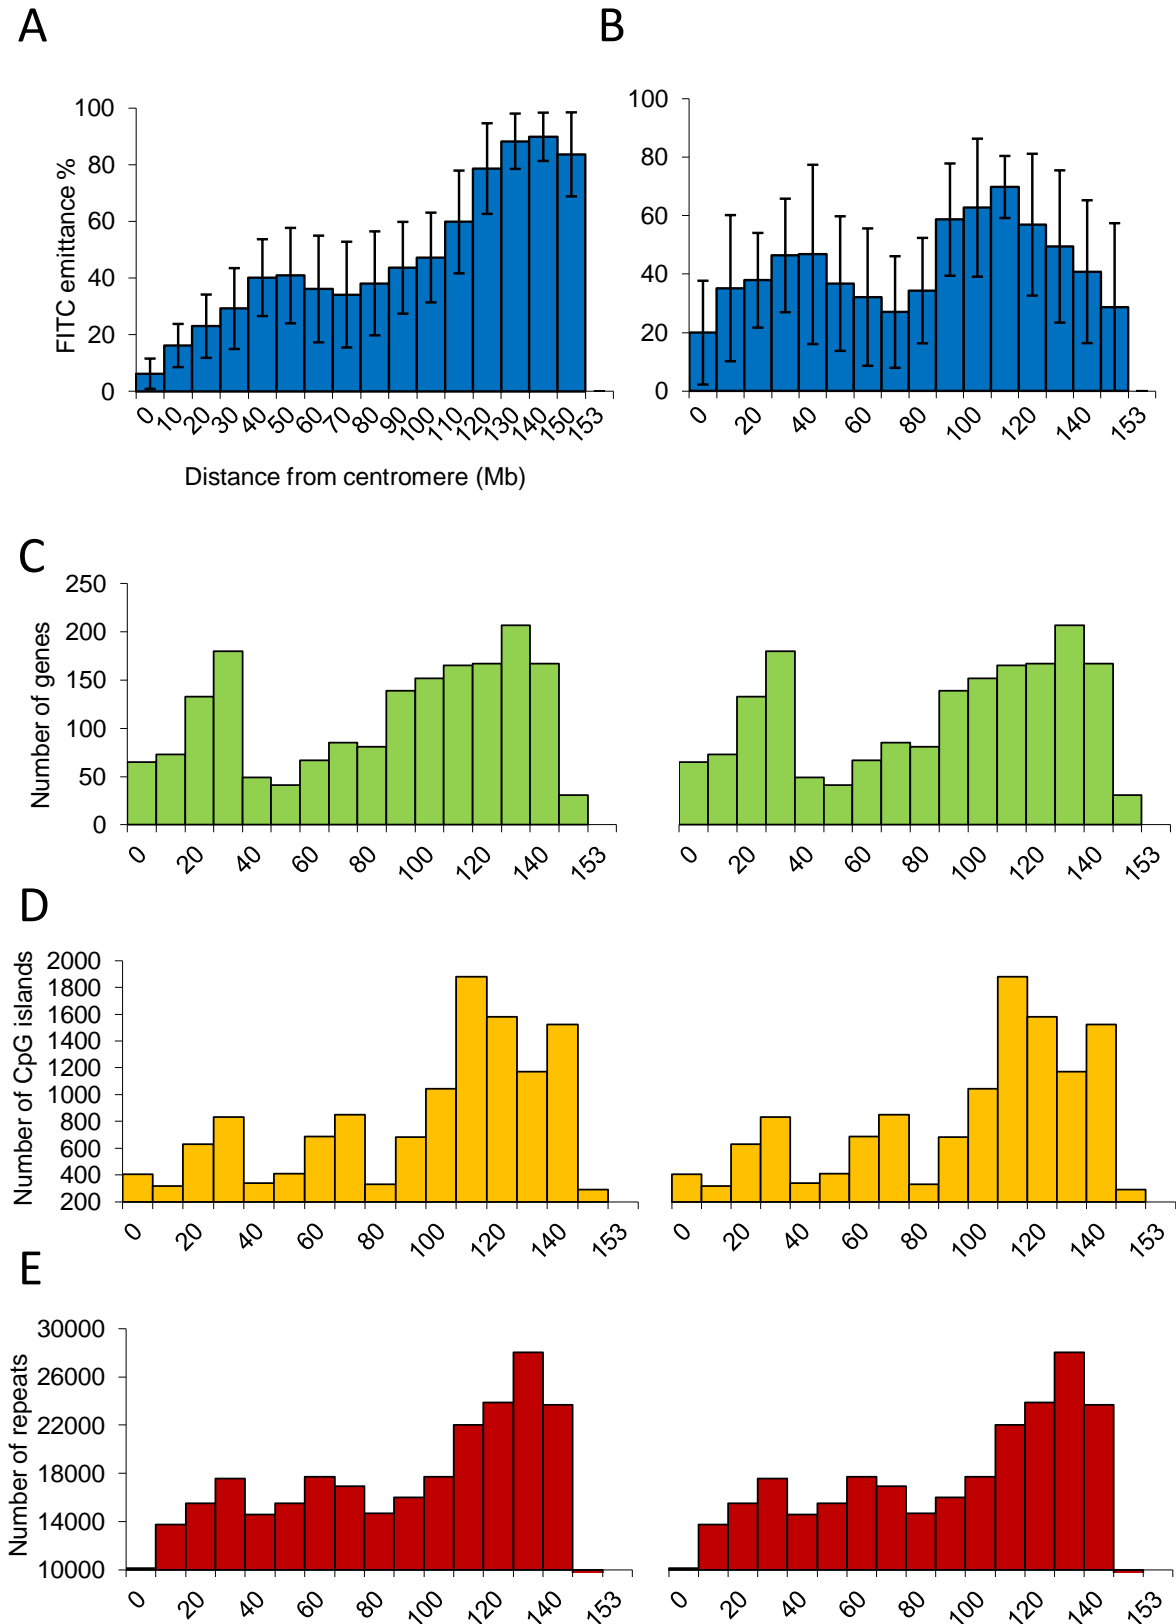 A
B
100
80
60
40
20
0
FITC emittance %
0 10 20 30 40 50 60 70 80 90 100 110 120 130 140 150 153
Distance from centromere (Mb)
100
80
60
40
20
0
0 20 40 60 80 100 120 140 153
C
250
200
150
100
50
0
Number of genes
0 20 40 60 80 100 120 140 153
0 20 40 60 80 100 120 140 153
D
2000
1800
1600
1400
1200
1000
800
600
400
200
Number of CpG islands
0 20 40 60 80 100 120 140 153
0 20 40 60 80 100 120 140 153
E
30000
26000
22000
18000
14000
10000
Number of repeats
0 20 40 60 80 100 120 140 153
0 20 40 60 80 100 120 140 153